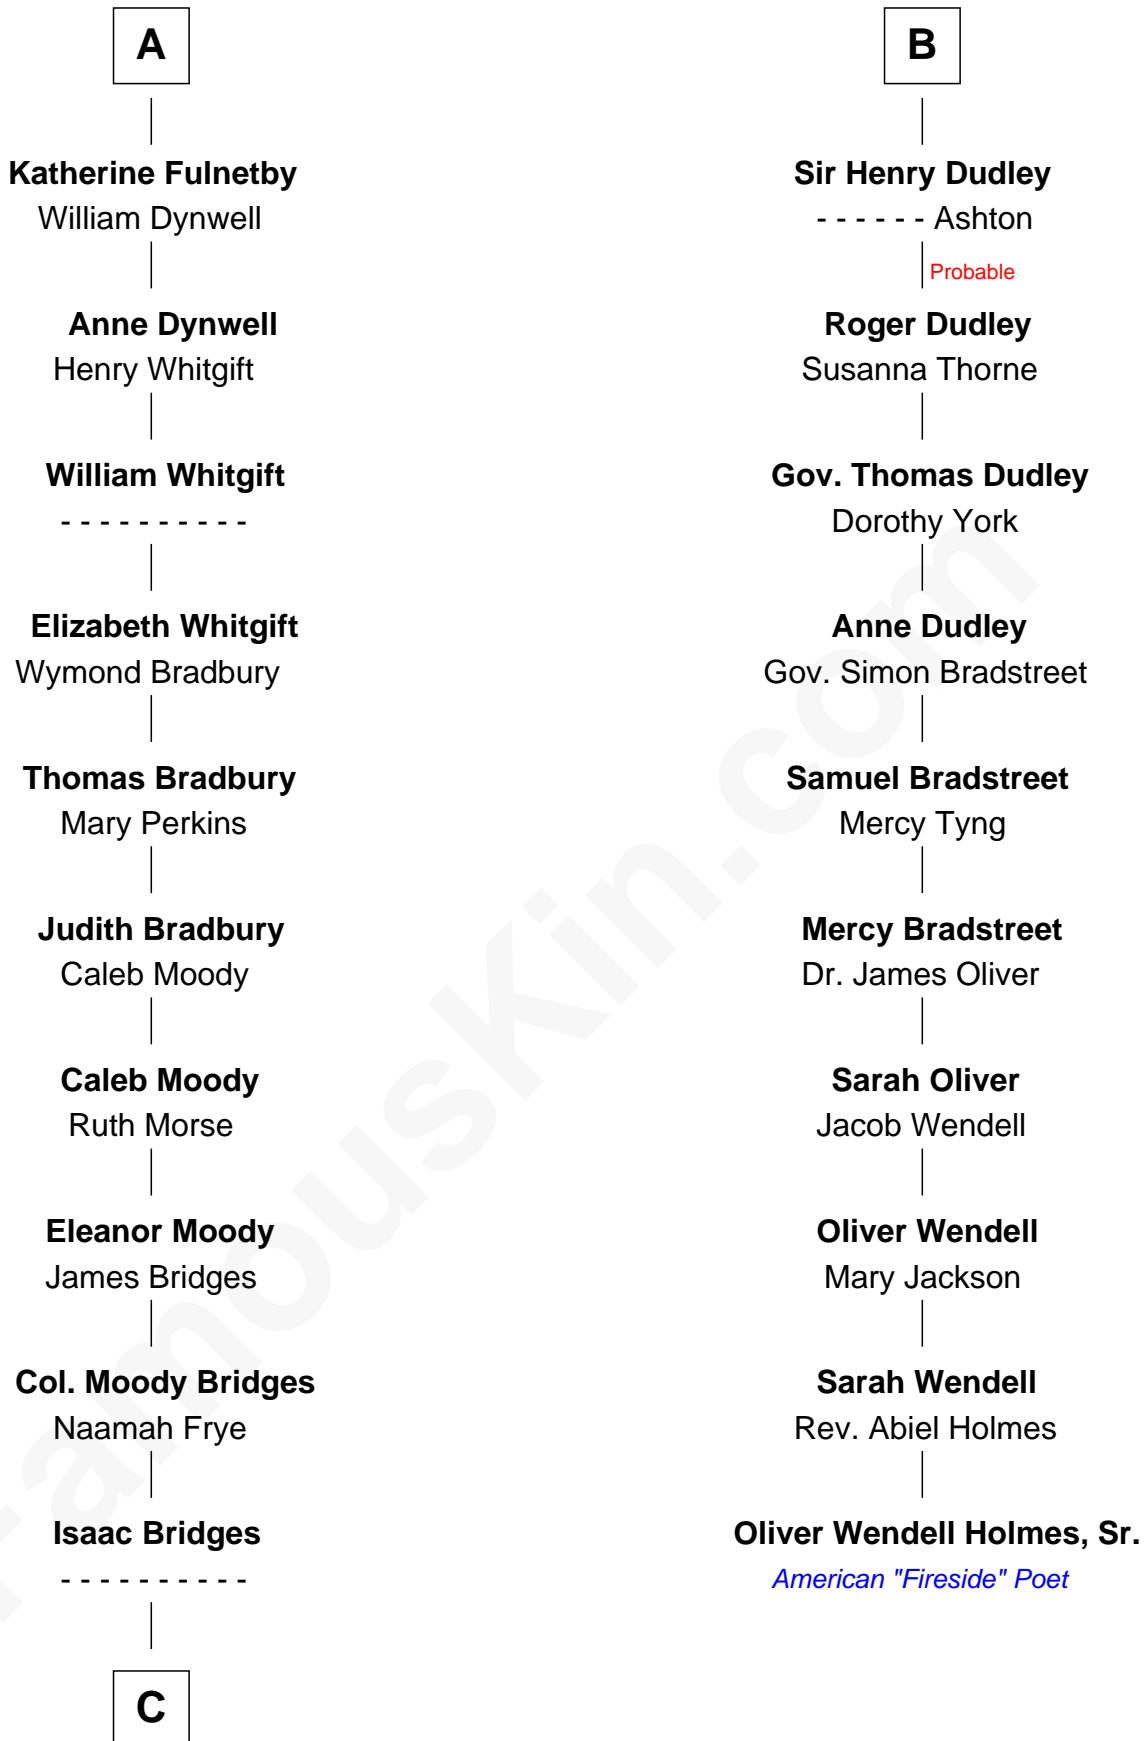 A
Katherine Fulnetby
William Dynwell
Anne Dynwell
Henry Whitgift
William Whitgift
- - - - - - - - - -
Elizabeth Whitgift
Wymond Bradbury
Thomas Bradbury
Mary Perkins
Judith Bradbury
Caleb Moody
Caleb Moody
Ruth Morse
Eleanor Moody
James Bridges
Col. Moody Bridges
Naamah Frye
Isaac Bridges
- - - - - - - - - -
C
B
Sir Henry Dudley
- - - - - - Ashton
Probable
Roger Dudley
Susanna Thorne
Gov. Thomas Dudley
Dorothy York
Anne Dudley
Gov. Simon Bradstreet
Samuel Bradstreet
Mercy Tyng
Mercy Bradstreet
Dr. James Oliver
Sarah Oliver
Jacob Wendell
Oliver Wendell
Mary Jackson
Sarah Wendell
Rev. Abiel Holmes
Oliver Wendell Holmes, Sr.
American "Fireside" Poet
FamousKin.com